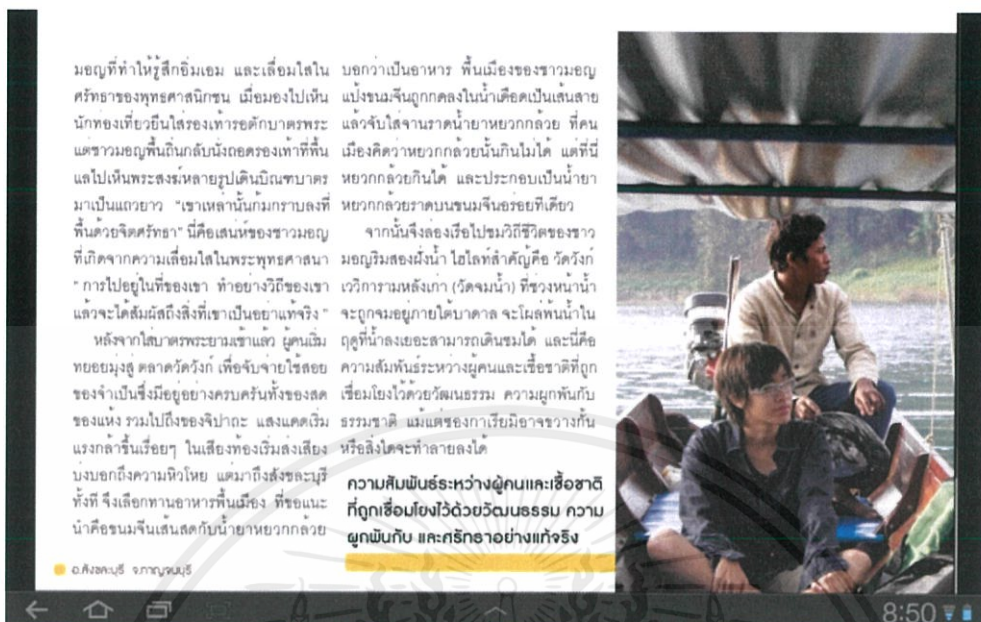 มอญที่ทำให้รู้สึกอิ่มเอม และเลื่อมใสใน
ศรัทธาของพุทธศาสนิกชน เมื่อมองไปเห็น
นักท่องเที่ยวยืนใส่รองเท้ารอตักบาตรพระ
แต่ชาวมอญพื้นถิ่นกลับนั่งถอดรองเท้าที่พื้น
แลไปเห็นพระสงฆ์หลายรูปเดินบิณฑบาตร
มาเป็นแถวยาว "เขาเหล่านั้นก้มกราบลงที่
พื้นด้วยจิตศรัทธา" นี่คือเสน่ห์ของชาวมอญ
ที่เกิดจากความเลื่อมใสในพระพุทธศาสนา
" การไปอยู่ในที่ของเขา ทำอย่างวิถีของเขา
แล้วจะได้สัมผัสถึงสิ่งที่เขาเป็นอย่าแท้จริง "
หลังจากใส่บาตรพระยามเช้าแล้ว ผู้คนเริ่ม
ทยอยมุ่งสู่ ตลาดวัดวังก์ เพื่อจับจ่ายใช้สอย
ของจำเป็นซึ่งมีอยู่อย่างครบครันทั้งของสด
ของแห้ง รวมไปถึงของจิปาถะ แสงแดดเริ่ม
แรงกล้าขึ้นเรื่อยๆ ในเสียงท้องเริ่มส่งเสียง
บ่งบอกถึงความหิวโหย แต่มาถึงสังขละบุรี
ทั้งที จึงเลือกทานอาหารพื้นเมือง ที่ขอแนะ
นำคือขนมจีนเส้นสดกับน้ำยาหยวกกล้วย
อ.สังขละบุรี จ.กาญจนบุรี
บอกว่าเป็นอาหาร พื้นเมืองของชาวมอญ
แป้งขนมจีนถูกกดลงในน้ำเดือดเป็นเส้นสาย
แล้วจับใส่จานราดน้ำยาหยวกกล้วย ที่คน
เมืองคิดว่าหยวกกล้วยนั้นกินไม่ได้ แต่ที่นี่
หยวกกล้วยกินได้ และประกอบเป็นน้ำยา
หยวกกล้วยราดบนขนมจีนอร่อยทีเดียว
จากนั้นจึงล่องเรือไปชมวิถีชีวิตของชาว
มอญริมสองฝั่งน้ำ ไฮไลท์สำคัญคือ วัดวังก์
เววิการามหลังเก่า (วัดจมน้ำ) ที่ช่วงหน้าน้ำ
จะถูกจมอยู่ภายใต้บาดาล จะโผล่พ้นน้ำใน
ฤดูที่น้ำลงเยอะสามารถเดินชมได้ และนี่คือ
ความสัมพันธ์ระหว่างผู้คนและเชื้อชาติที่ถูก
เชื่อมโยงไว้ด้วยวัฒนธรรม ความผูกพันกับ
ธรรมชาติ แม้แต่ซองกาเรียมิอาจขวางกั้น
หรือสิ่งใดจะทำลายลงได้
ความสัมพันธ์ระหว่างผู้คนและเชื้อชาติ
ที่ถูกเชื่อมโยงไว้ด้วยวัฒนธรรม ความ
ผูกพันกับ และศรัทธาอย่างแท้จริง
8:50